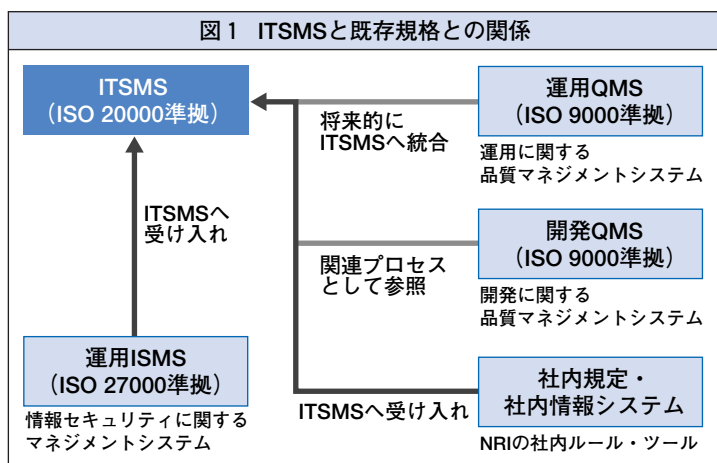 図1 ITSMSと既存規格との関係
ITSMS
（ISO 20000準拠）
運用QMS
（ISO 9000準拠）
将来的に
ITSMSへ統合
運用に関する
品質マネジメントシステム
ITSMSへ
受け入れ
開発QMS
（ISO 9000準拠）
関連プロセス
として参照
開発に関する
品質マネジメントシステム
運用ISMS
（ISO 27000準拠）
情報セキュリティに関する
マネジメントシステム
ITSMSへ受け入れ
社内規定・
社内情報システム
NRIの社内ルール・ツール